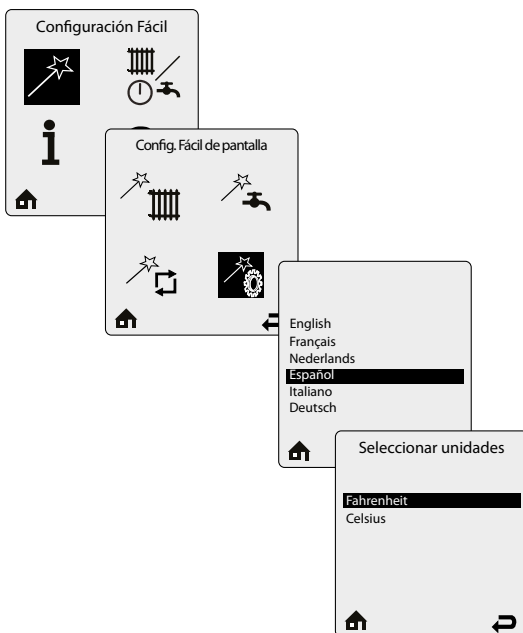 Configuración Fácil
Config. Fácil de pantalla
English
Français
Nederlands
Español
Italiano
Deutsch
Seleccionar unidades
Fahrenheit
Celsius